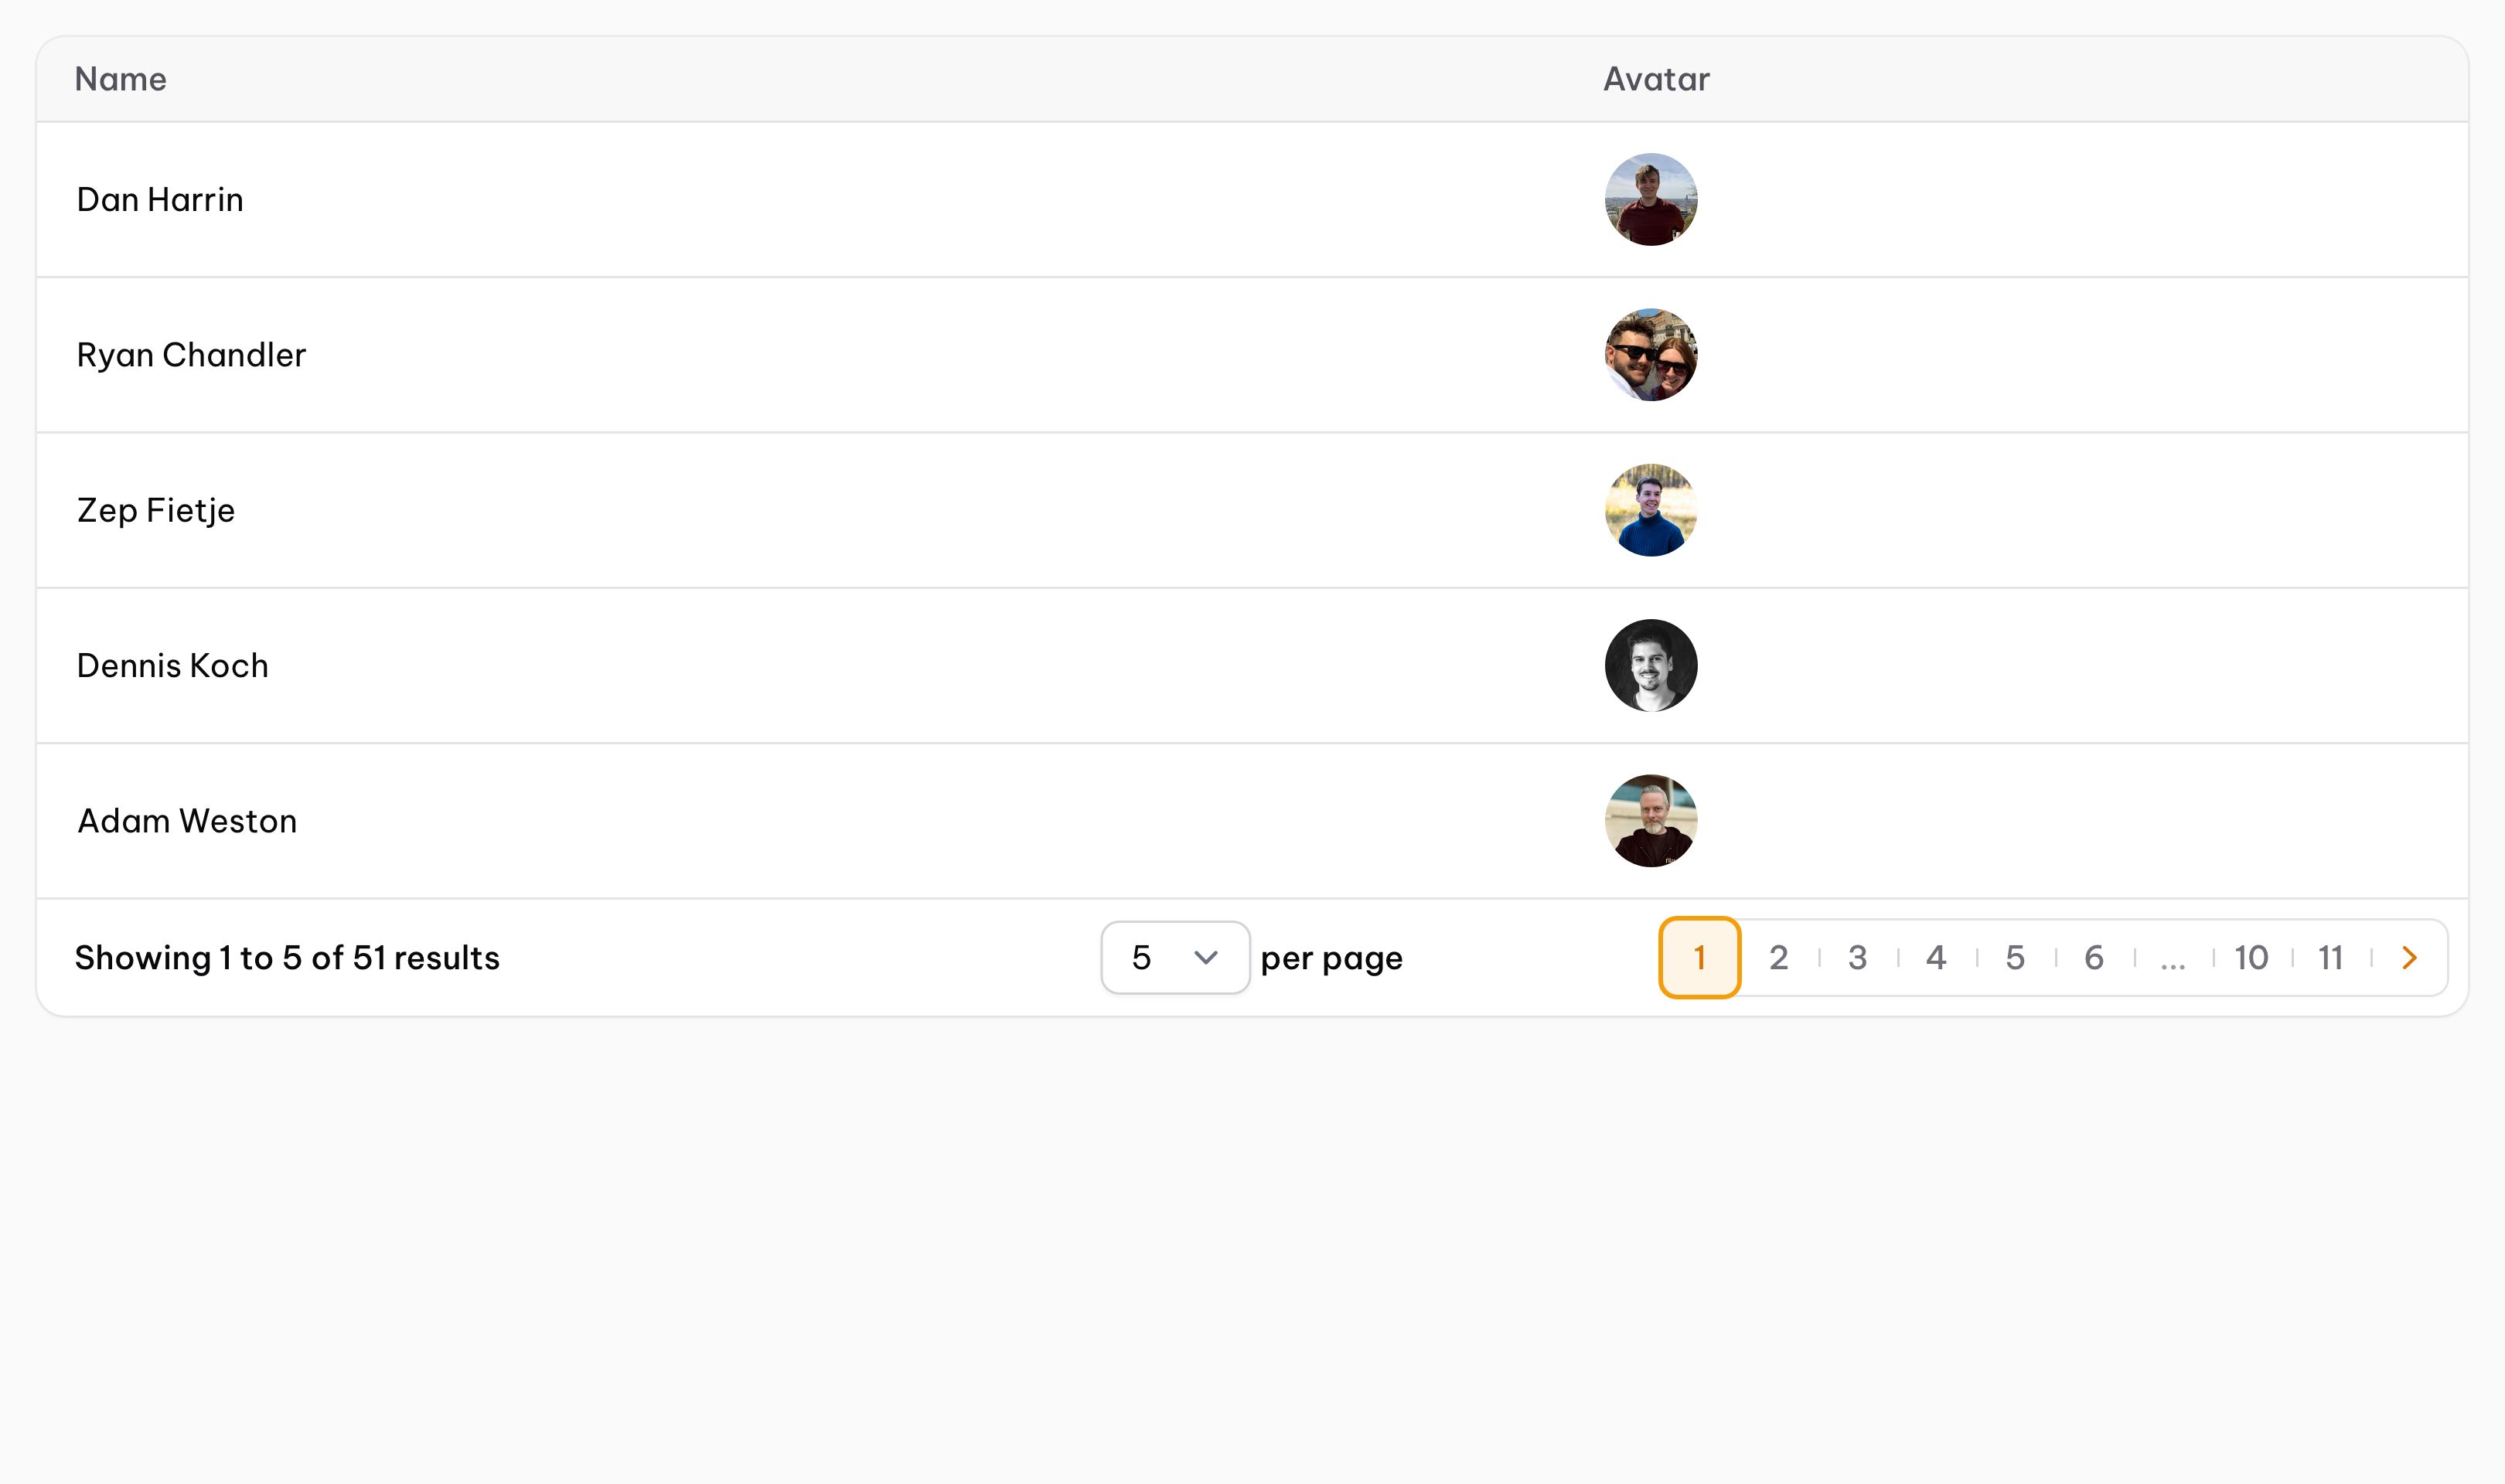 Name Avatar
Dan Harrin
Ryan Chandler
Zep Fietje
Dennis Koch
Adam Weston
Showing 1 to 5 of 51 results 5 per page 1 2 3 4 5 6 ... 10 11